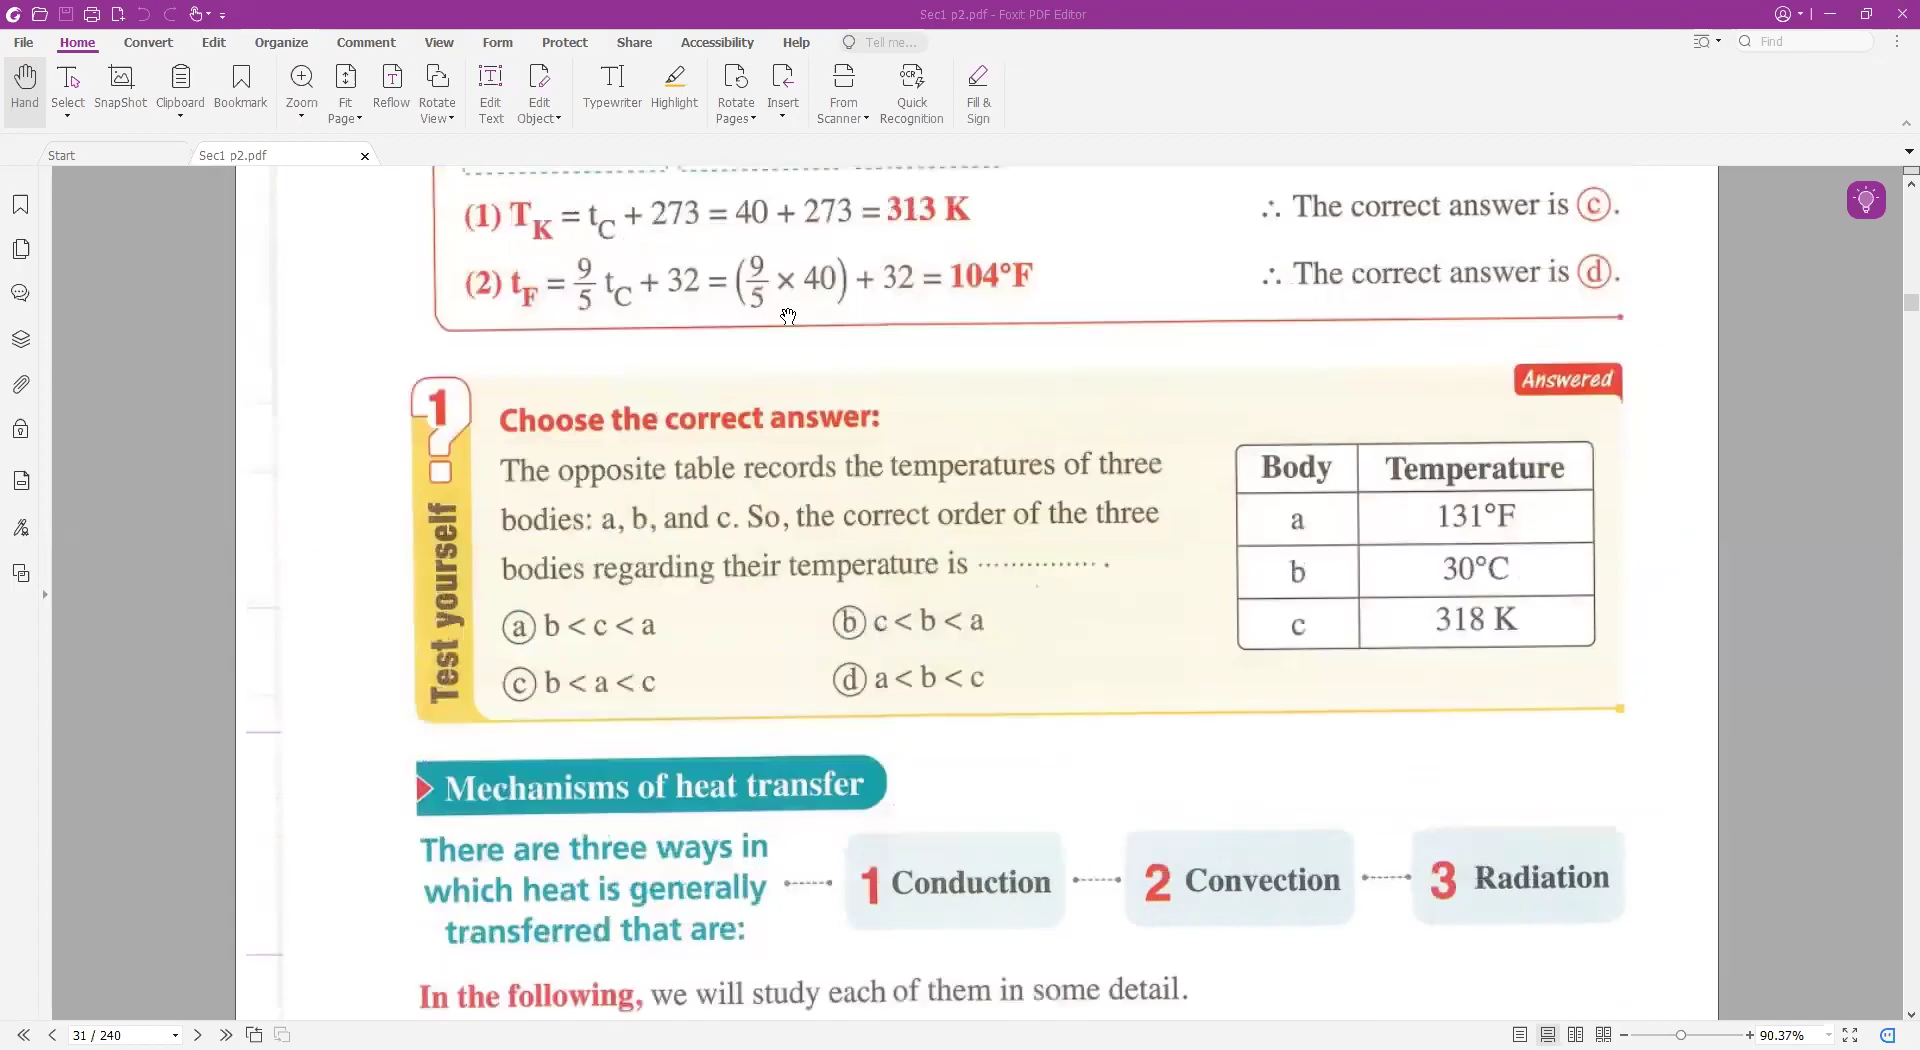 Sec1 p2.pdf - Foxit PDF Editor
File Home Convert Edit Organize Comment View Form Protect Share Accessibility Help Tell me... Find
Hand Select SnapShot Clipboard Bookmark Zoom Fit Page Reflow Rotate View Edit Text Edit Object Typewriter Highlight Rotate Pages Insert From Scanner Quick Recognition Fill & Sign
Start Sec1 p2.pdf
(1) T_K = t_C + 273 = 40 + 273 = 313 K ∴ The correct answer is ⓒ.
(2) t_F = 9/5 t_C + 32 = (9/5 × 40) + 32 = 104°F ∴ The correct answer is ⓓ.
Answered
1
Test yourself
Choose the correct answer:
The opposite table records the temperatures of three
bodies: a, b, and c. So, the correct order of the three
bodies regarding their temperature is ............... .
ⓐ b < c < a ⓑ c < b < a
ⓒ b < a < c ⓓ a < b < c
Body Temperature
a 131°F
b 30°C
c 318 K
Mechanisms of heat transfer
There are three ways in
which heat is generally
transferred that are:
1 Conduction 2 Convection 3 Radiation
In the following, we will study each of them in some detail.
31 / 240 90.37%